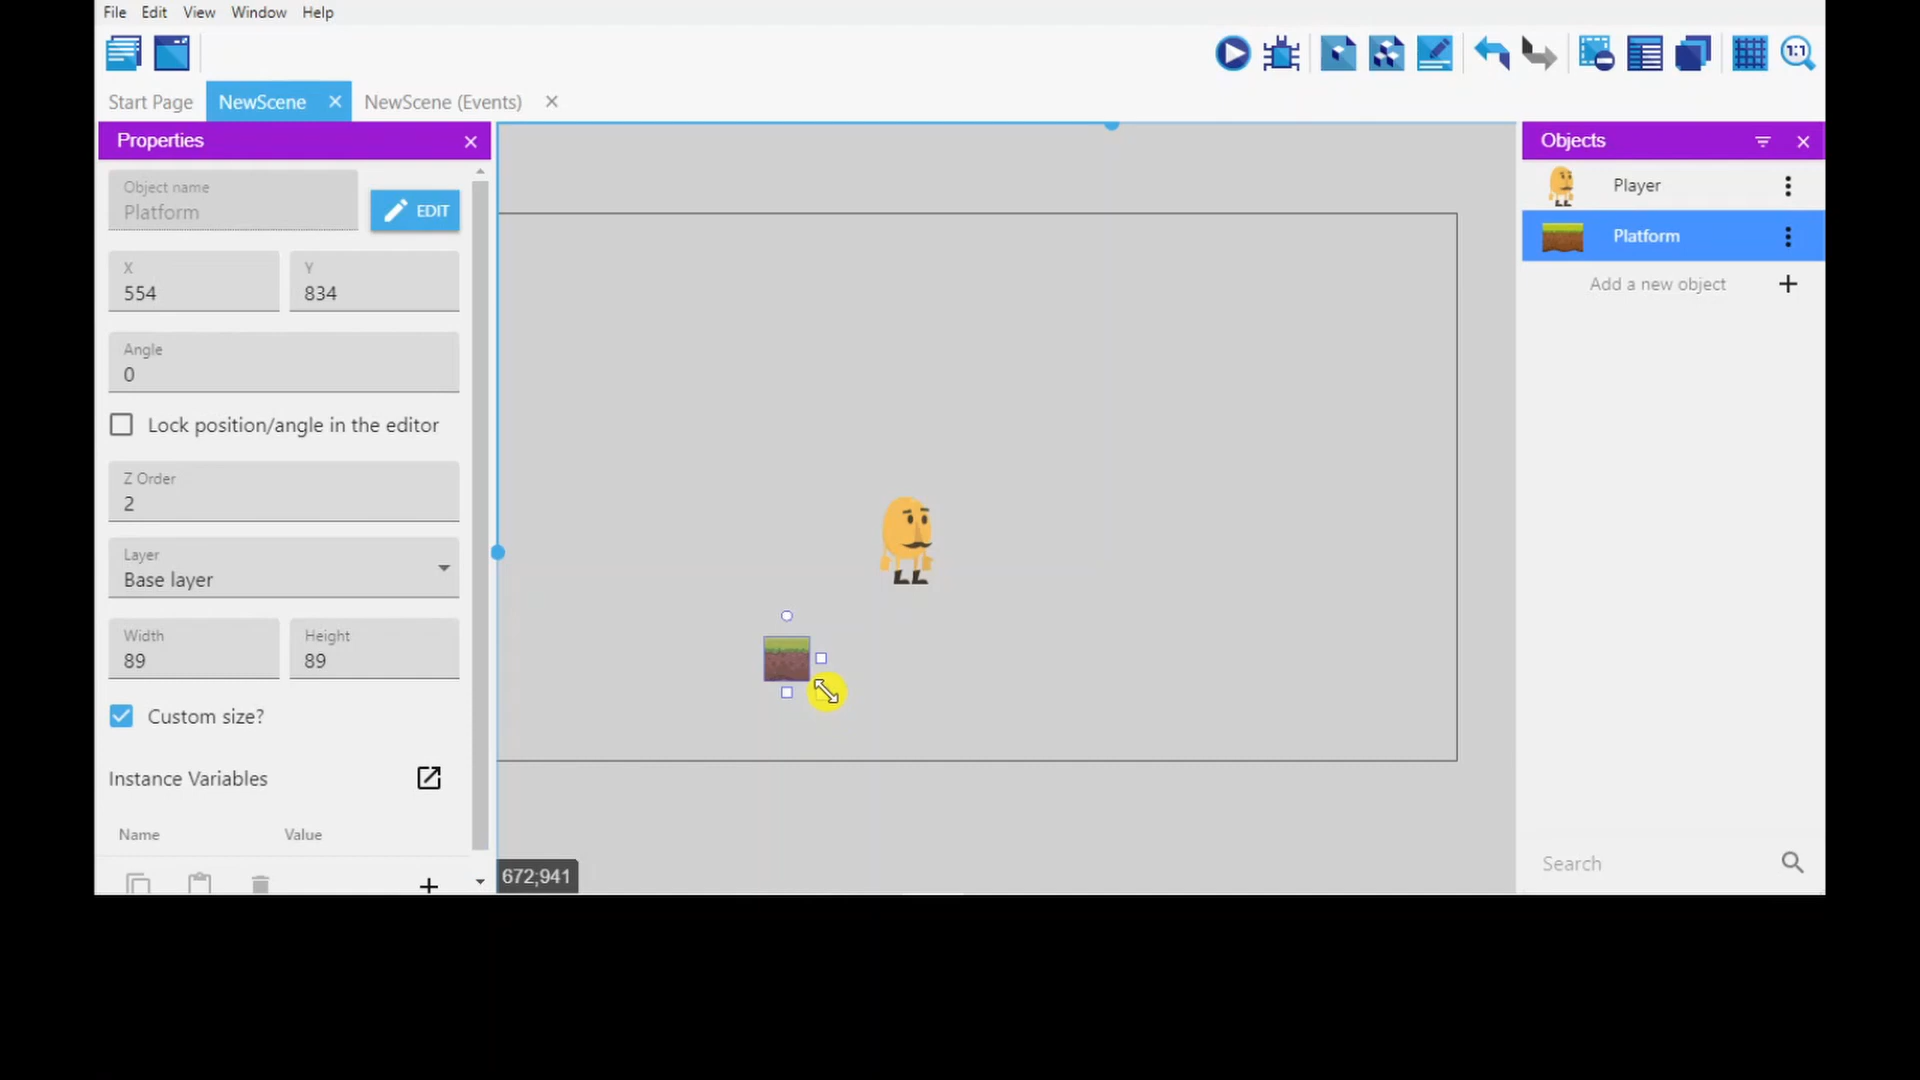 File Edit View Window Help
1:1
Start Page NewScene NewScene (Events)
Properties
Object name
Platform
EDIT
X
554
Y
834
Angle
0
Lock position/angle in the editor
Z Order
2
Layer
Base layer
Width
89
Height
89
Custom size?
Instance Variables
Name Value
672;941
Objects
Player
Platform
Add a new object
Search